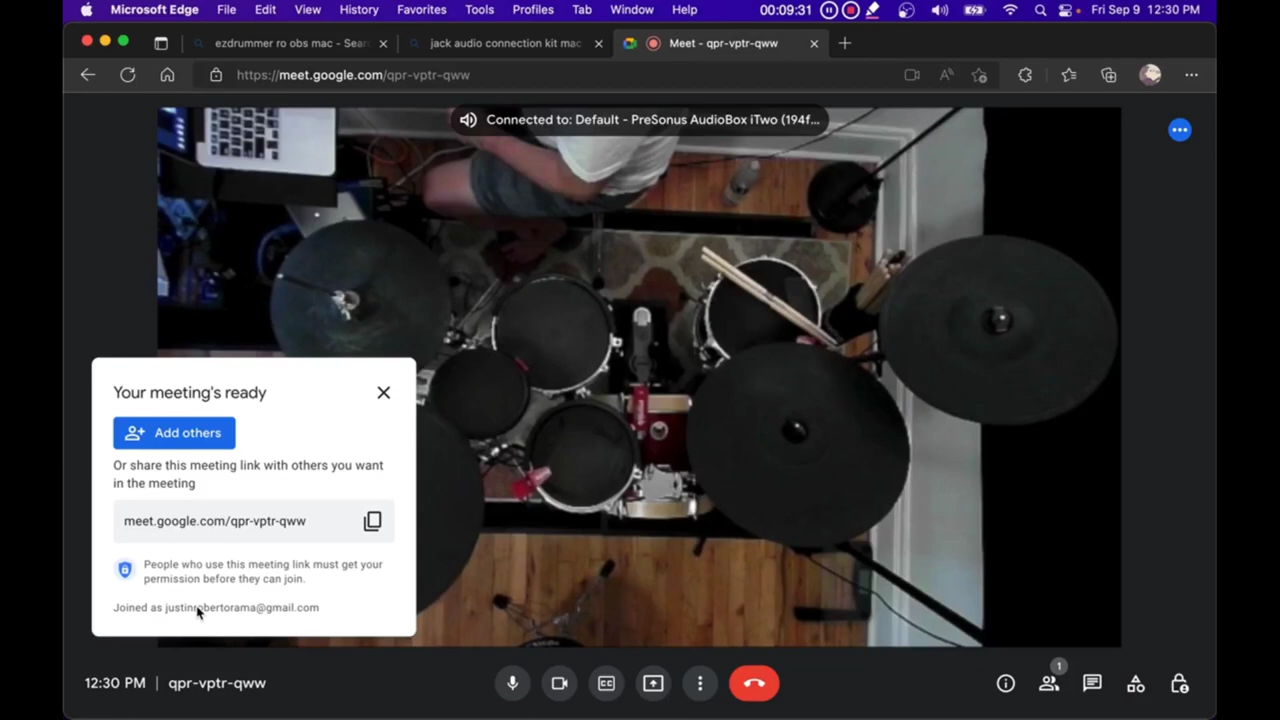 Microsoft Edge File Edit View History Favorites Tools Profiles Tab Window Help 00:09:31 Fri Sep 9 12:30 PM
ezdrummer ro obs mac - Sear
jack audio connection kit mac
Meet - qpr-vptr-qww
https://meet.google.com/qpr-vptr-qww
Connected to: Default - PreSonus AudioBox iTwo (194f...
Your meeting's ready
Add others
Or share this meeting link with others you want
in the meeting
meet.google.com/qpr-vptr-qww
People who use this meeting link must get your
permission before they can join.
Joined as justinrobertorama@gmail.com
12:30 PM | qpr-vptr-qww
1